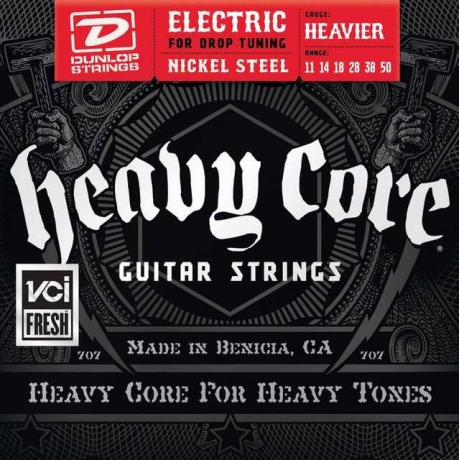 D
DUNLOP
STRINGS
ELECTRIC
FOR DROP TUNING
NICKEL STEEL
GAUGE:
HEAVIER
RANGE:
11 14 18 28 38 50
Heavy Core®
GUITAR STRINGS
vci
FRESH
707 MADE IN BENICIA, CA 707
HEAVY CORE FOR HEAVY TONES